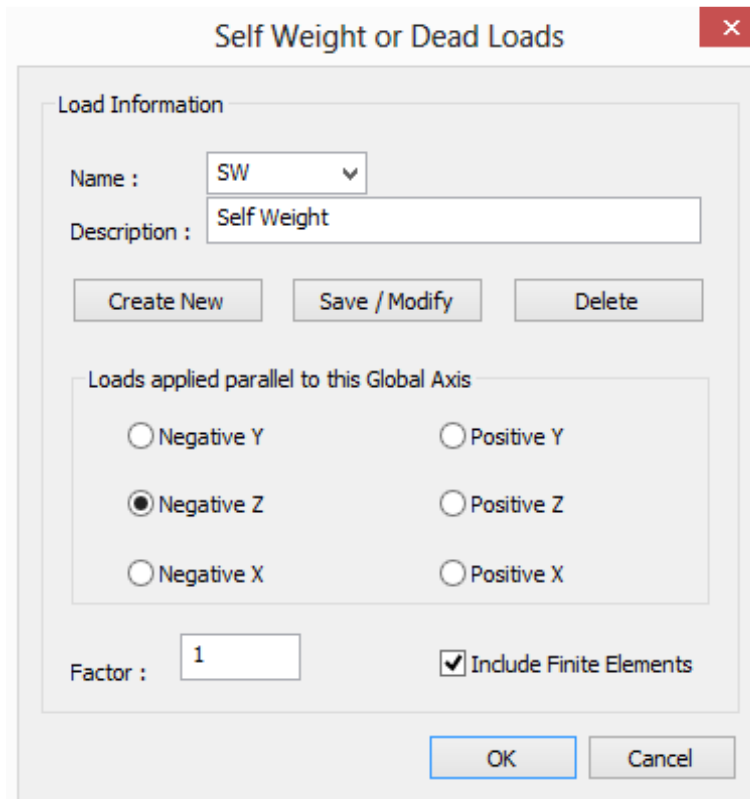 Self Weight or Dead Loads
Load Information
Name : SW
Description : Self Weight
Create New Save / Modify Delete
Loads applied parallel to this Global Axis
Negative Y Positive Y
Negative Z Positive Z
Negative X Positive X
Factor : 1 Include Finite Elements
OK Cancel